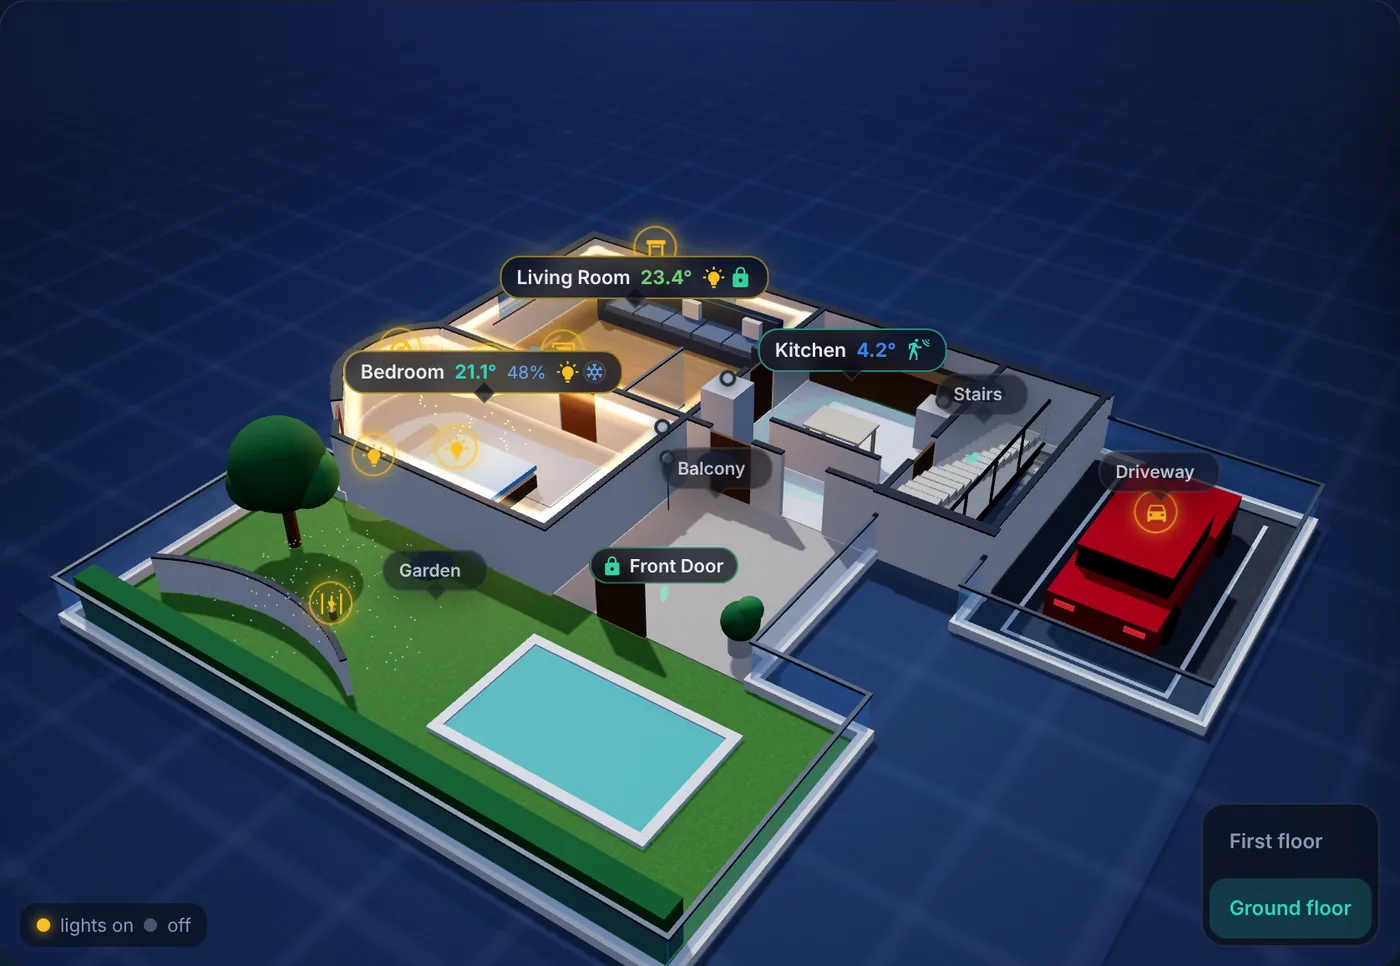 Living Room 23.4°
Kitchen 4.2°
Bedroom 21.1° 48%
Stairs
Balcony
Driveway
Front Door
Garden
First floor
Ground floor
lights on off